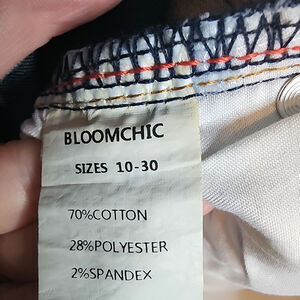 BLOOMCHIC
SIZES 10-30
70%COTTON
28%POLYESTER
2%SPANDEX